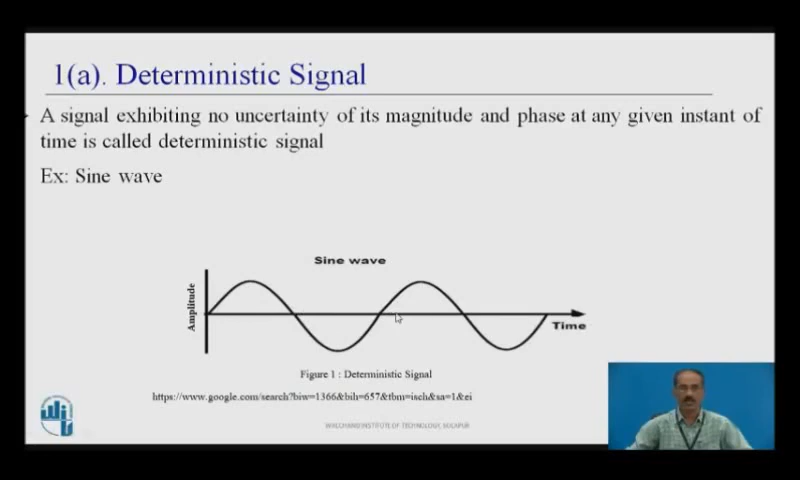 1(a). Deterministic Signal
A signal exhibiting no uncertainty of its magnitude and phase at any given instant of
time is called deterministic signal
Ex: Sine wave
Sine wave
Amplitude
Time
Figure 1 : Deterministic Signal
https://www.google.com/search?biw=1366&bih=657&tbm=isch&sa=1&ei
WALCHAND INSTITUTE OF TECHNOLOGY, SOLAPUR